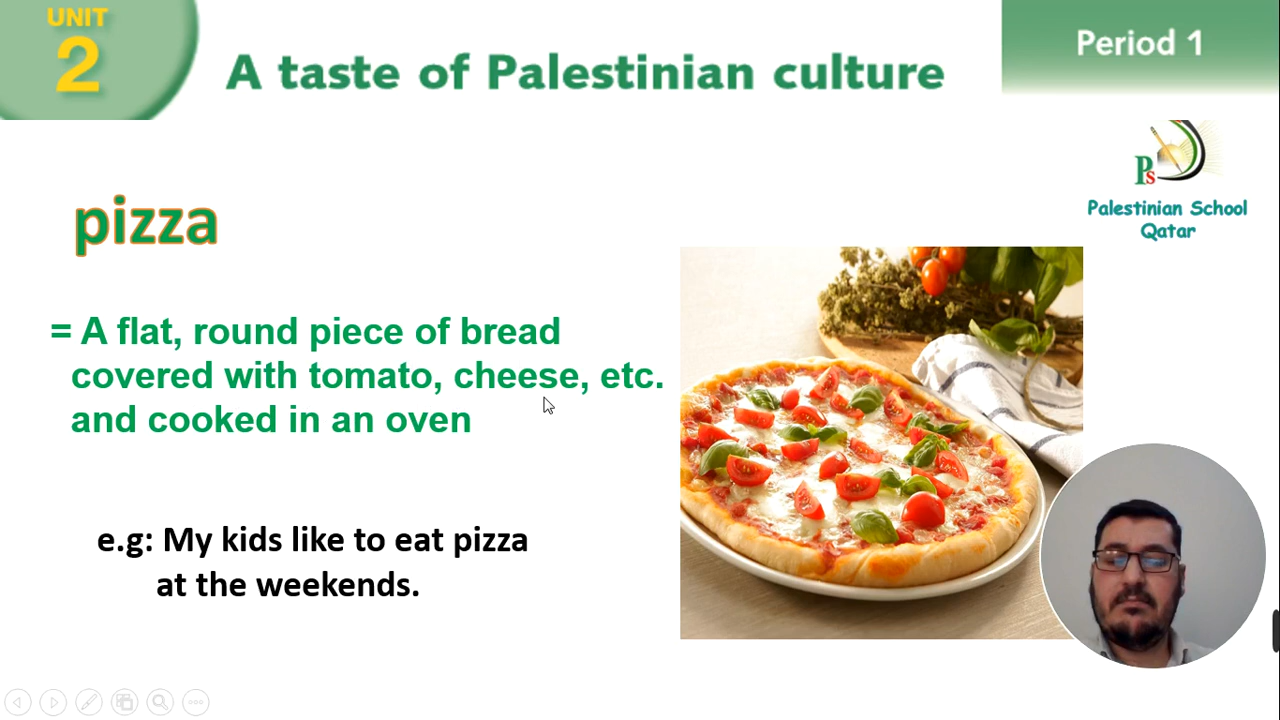 UNIT
2
A taste of Palestinian culture
Period 1
Ps
Palestinian School
Qatar
pizza
= A flat, round piece of bread
covered with tomato, cheese, etc.
and cooked in an oven
e.g: My kids like to eat pizza
at the weekends.